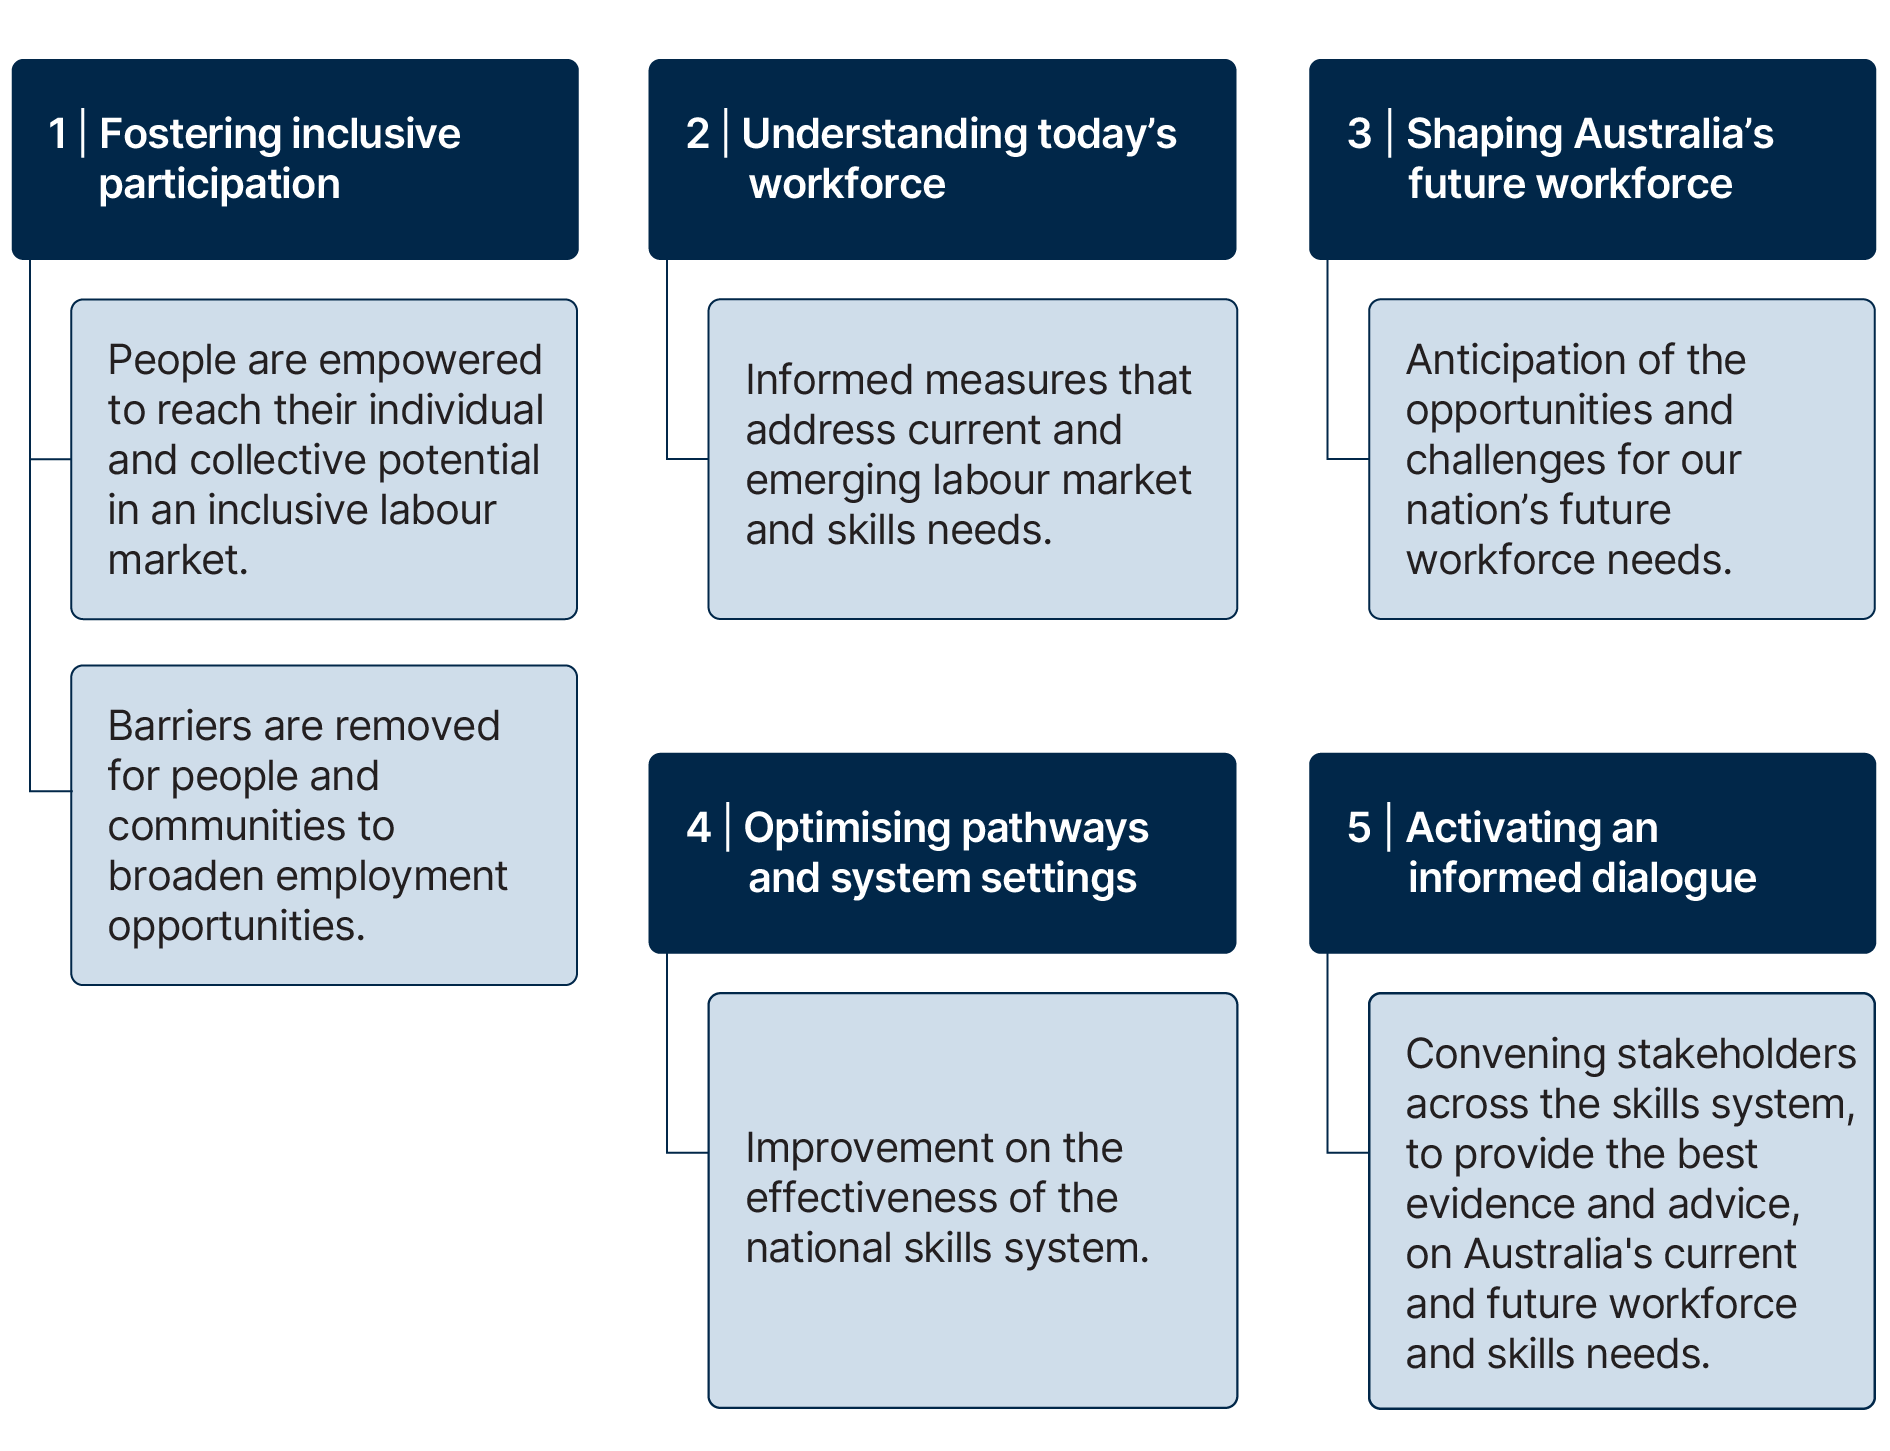 1 | Fostering inclusive
participation
People are empowered
to reach their individual
and collective potential
in an inclusive labour
market.
Barriers are removed
for people and
communities to
broaden employment
opportunities.
2 | Understanding today’s
workforce
Informed measures that
address current and
emerging labour market
and skills needs.
3 | Shaping Australia’s
future workforce
Anticipation of the
opportunities and
challenges for our
nation’s future
workforce needs.
4 | Optimising pathways
and system settings
Improvement on the
effectiveness of the
national skills system.
5 | Activating an
informed dialogue
Convening stakeholders
across the skills system,
to provide the best
evidence and advice,
on Australia's current
and future workforce
and skills needs.